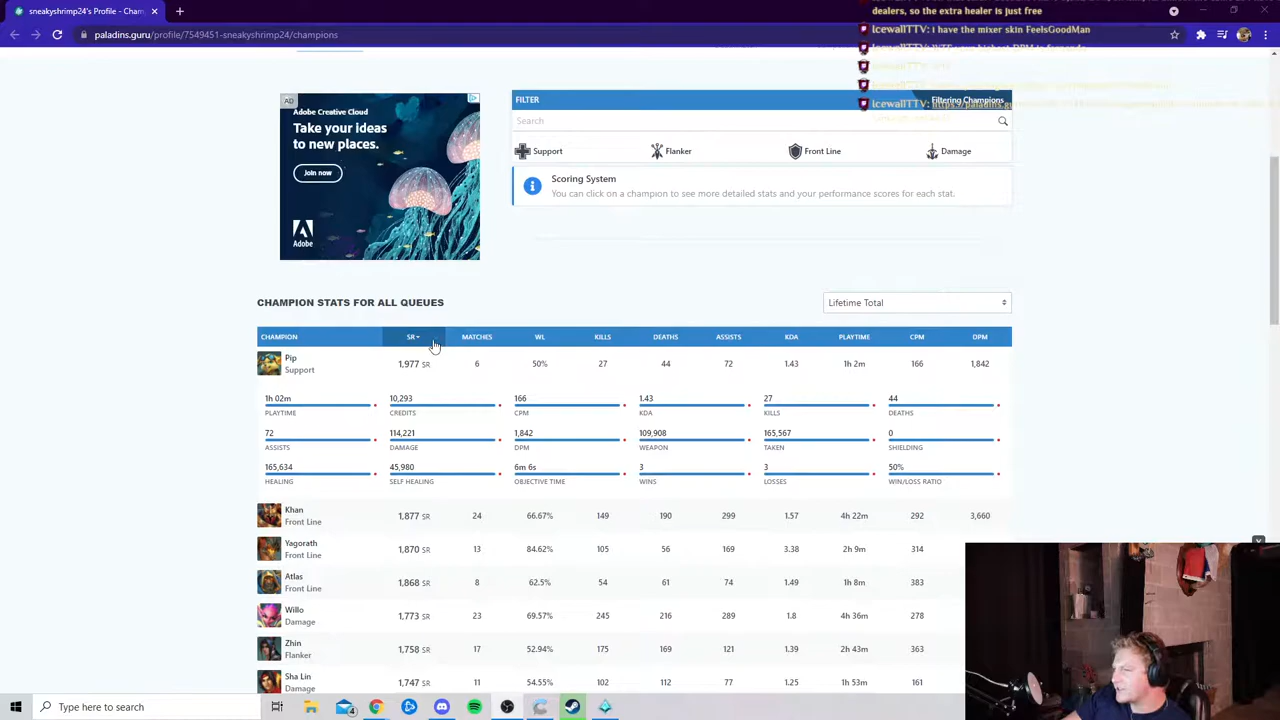 sneakyshrimp24's champions - P
paladins.guru/profile/7549451-sneakyshrimp24/champions
dealers, so the extra healer is just free
IcewallTTV: i have the mixer skin FeelsGoodMan
AD
Adobe Creative Cloud
Take your ideas
to new places.
Join now
Adobe
FILTER
Filtering Champions
Search
Support
Flanker
Front Line
Damage
Scoring System
You can click on a champion to see more detailed stats and your performance scores for each stat.
CHAMPION STATS FOR ALL QUEUES
Lifetime Total
CHAMPION SR MATCHES WL KILLS DEATHS ASSISTS KDA PLAYTIME CPM DPM
Pip
Support
1,977 SR 6 50% 27 44 72 1.43 1h 2m 166 1,842
1h 02m 10,293 166 1.43 27 44
PLAYTIME CREDITS CPM KDA KILLS DEATHS
72 114,221 1,842 109,908 165,567 0
ASSISTS DAMAGE DPM WEAPON TAKEN SHIELDING
165,634 45,980 6m 6s 3 3 50%
HEALING SELF HEALING OBJECTIVE TIME WINS LOSSES WIN/LOSS RATIO
Khan
Front Line
1,877 SR 24 66.67% 149 190 299 1.57 4h 22m 292 3,660
Yagorath
Front Line
1,870 SR 13 84.62% 105 56 169 3.38 2h 9m 314
Atlas
Front Line
1,868 SR 8 62.5% 54 61 74 1.49 1h 8m 383
Willo
Damage
1,773 SR 23 69.57% 245 216 289 1.8 4h 36m 278
Zhin
Flanker
1,758 SR 17 52.94% 175 169 121 1.39 2h 43m 363
Sha Lin
Damage
1,747 SR 11 54.55% 102 112 77 1.25 1h 53m 161
Type here to search
4